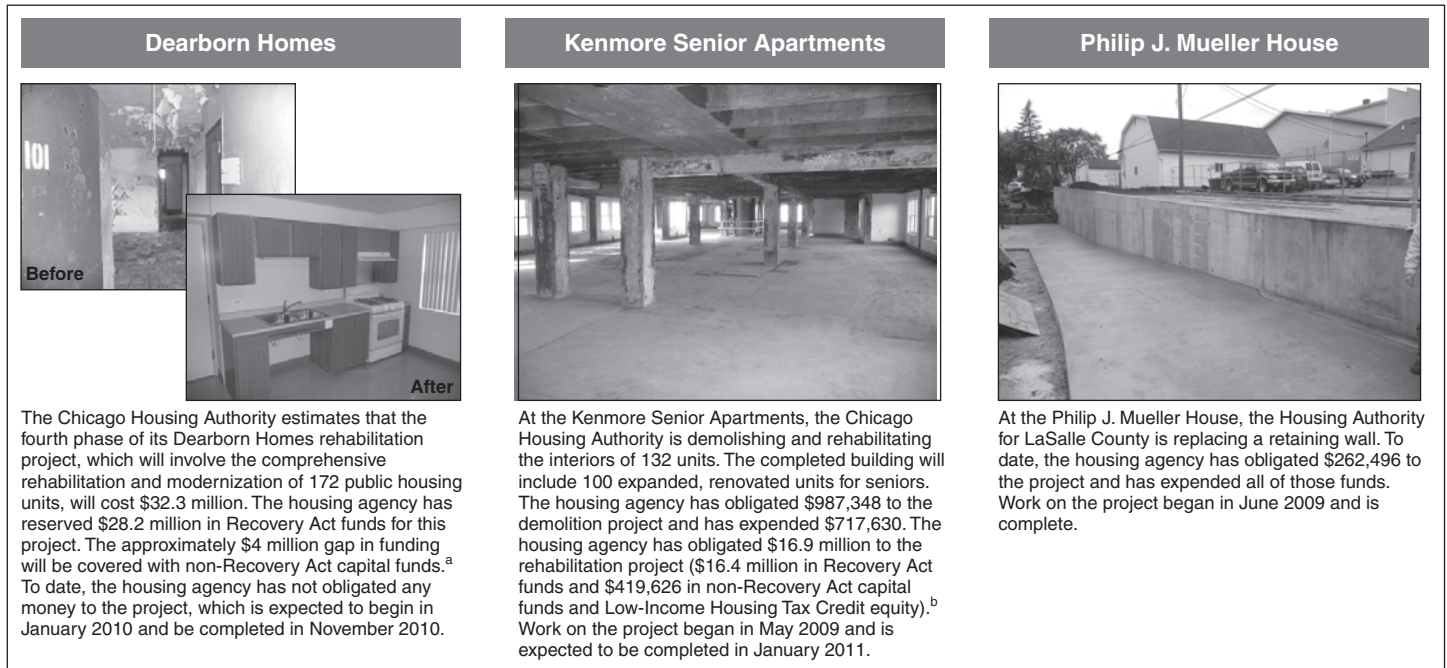 Dearborn Homes
101
Before
After
The Chicago Housing Authority estimates that the
fourth phase of its Dearborn Homes rehabilitation
project, which will involve the comprehensive
rehabilitation and modernization of 172 public housing
units, will cost $32.3 million. The housing agency has
reserved $28.2 million in Recovery Act funds for this
project. The approximately $4 million gap in funding
will be covered with non-Recovery Act capital funds.a
To date, the housing agency has not obligated any
money to the project, which is expected to begin in
January 2010 and be completed in November 2010.
Kenmore Senior Apartments
At the Kenmore Senior Apartments, the Chicago
Housing Authority is demolishing and rehabilitating
the interiors of 132 units. The completed building will
include 100 expanded, renovated units for seniors.
The housing agency has obligated $987,348 to the
demolition project and has expended $717,630. The
housing agency has obligated $16.9 million to the
rehabilitation project ($16.4 million in Recovery Act
funds and $419,626 in non-Recovery Act capital
funds and Low-Income Housing Tax Credit equity).b
Work on the project began in May 2009 and is
expected to be completed in January 2011.
Philip J. Mueller House
At the Philip J. Mueller House, the Housing Authority
for LaSalle County is replacing a retaining wall. To
date, the housing agency has obligated $262,496 to
the project and has expended all of those funds.
Work on the project began in June 2009 and is
complete.